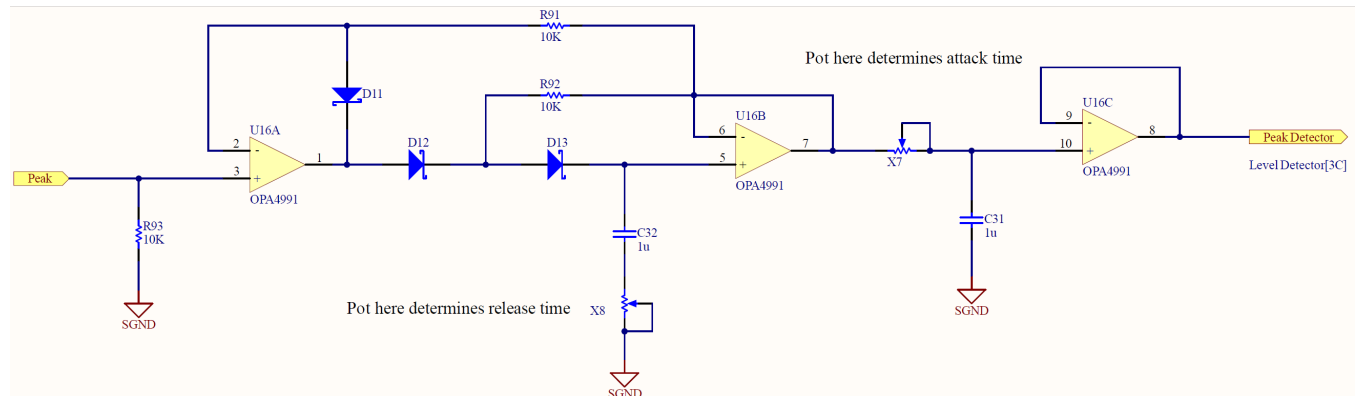 R91
10K
Pot here determines attack time
R92
10K
D11
U16A
2
-
1
3
+
OPA4991
D12
D13
U16B
6
-
7
5
+
OPA4991
X7
U16C
9
-
8
10
+
OPA4991
Peak Detector
Level Detector[3C]
Peak
R93
10K
SGND
C32
1u
C31
1u
SGND
Pot here determines release time
X8
SGND